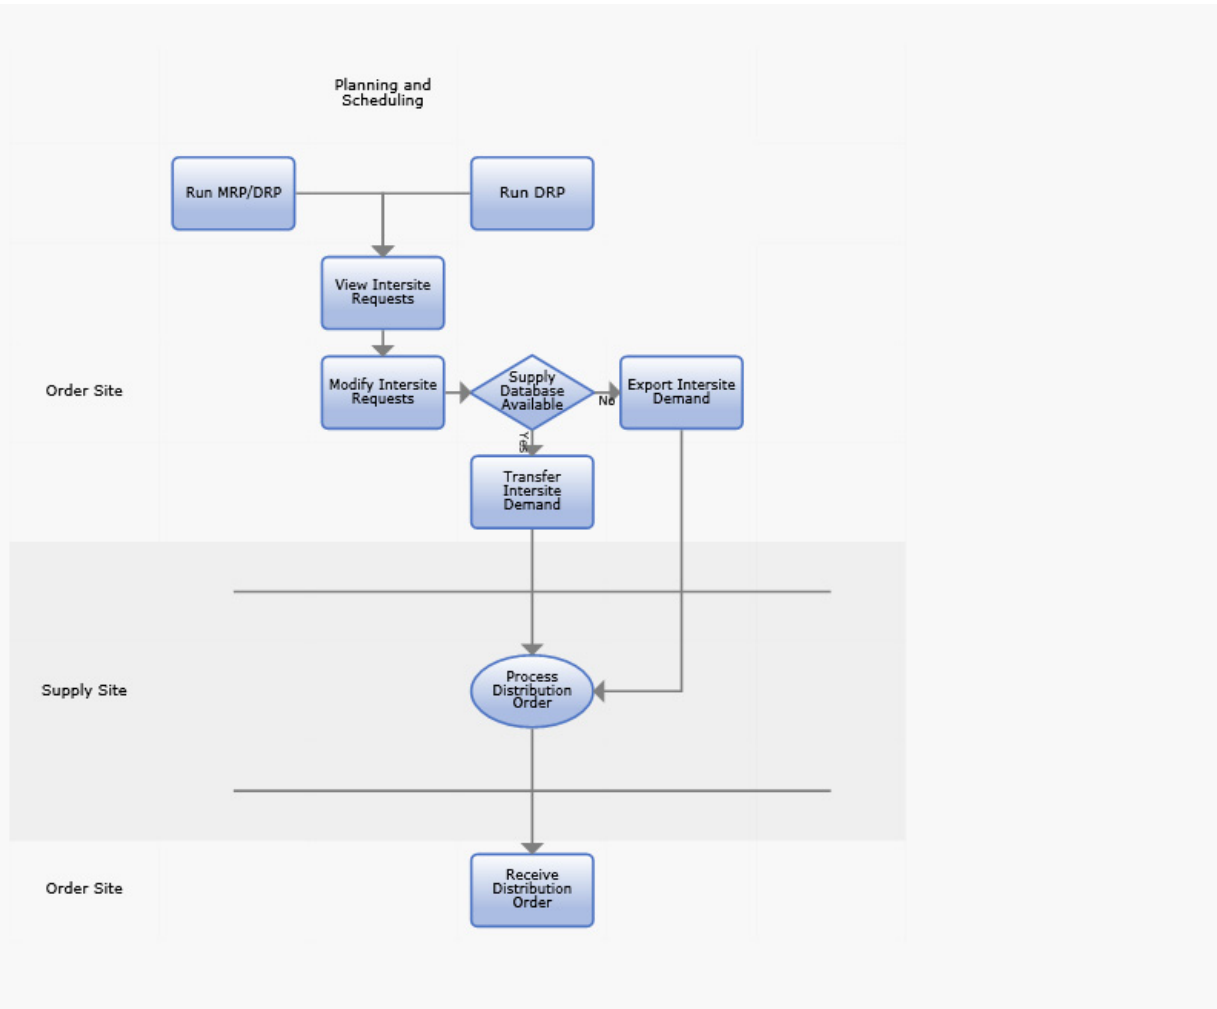 Planning and
Scheduling
Run MRP/DRP
Run DRP
View Intersite
Requests
Order Site
Modify Intersite
Requests
Supply
Database
Available
No
Export Intersite
Demand
Yes
Transfer
Intersite
Demand
Supply Site
Process
Distribution
Order
Order Site
Receive
Distribution
Order